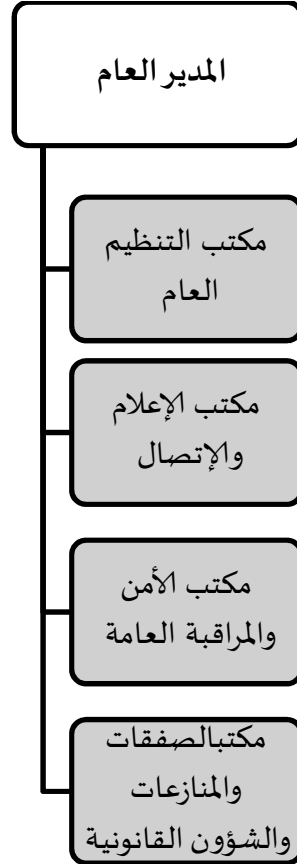 المدير العام
مكتب التنظيم
العام
مكتب الإعلام
والإتصال
مكتب الأمن
والمراقبة العامة
مكتبالصفقات
والمنازعات
والشؤون القانونية